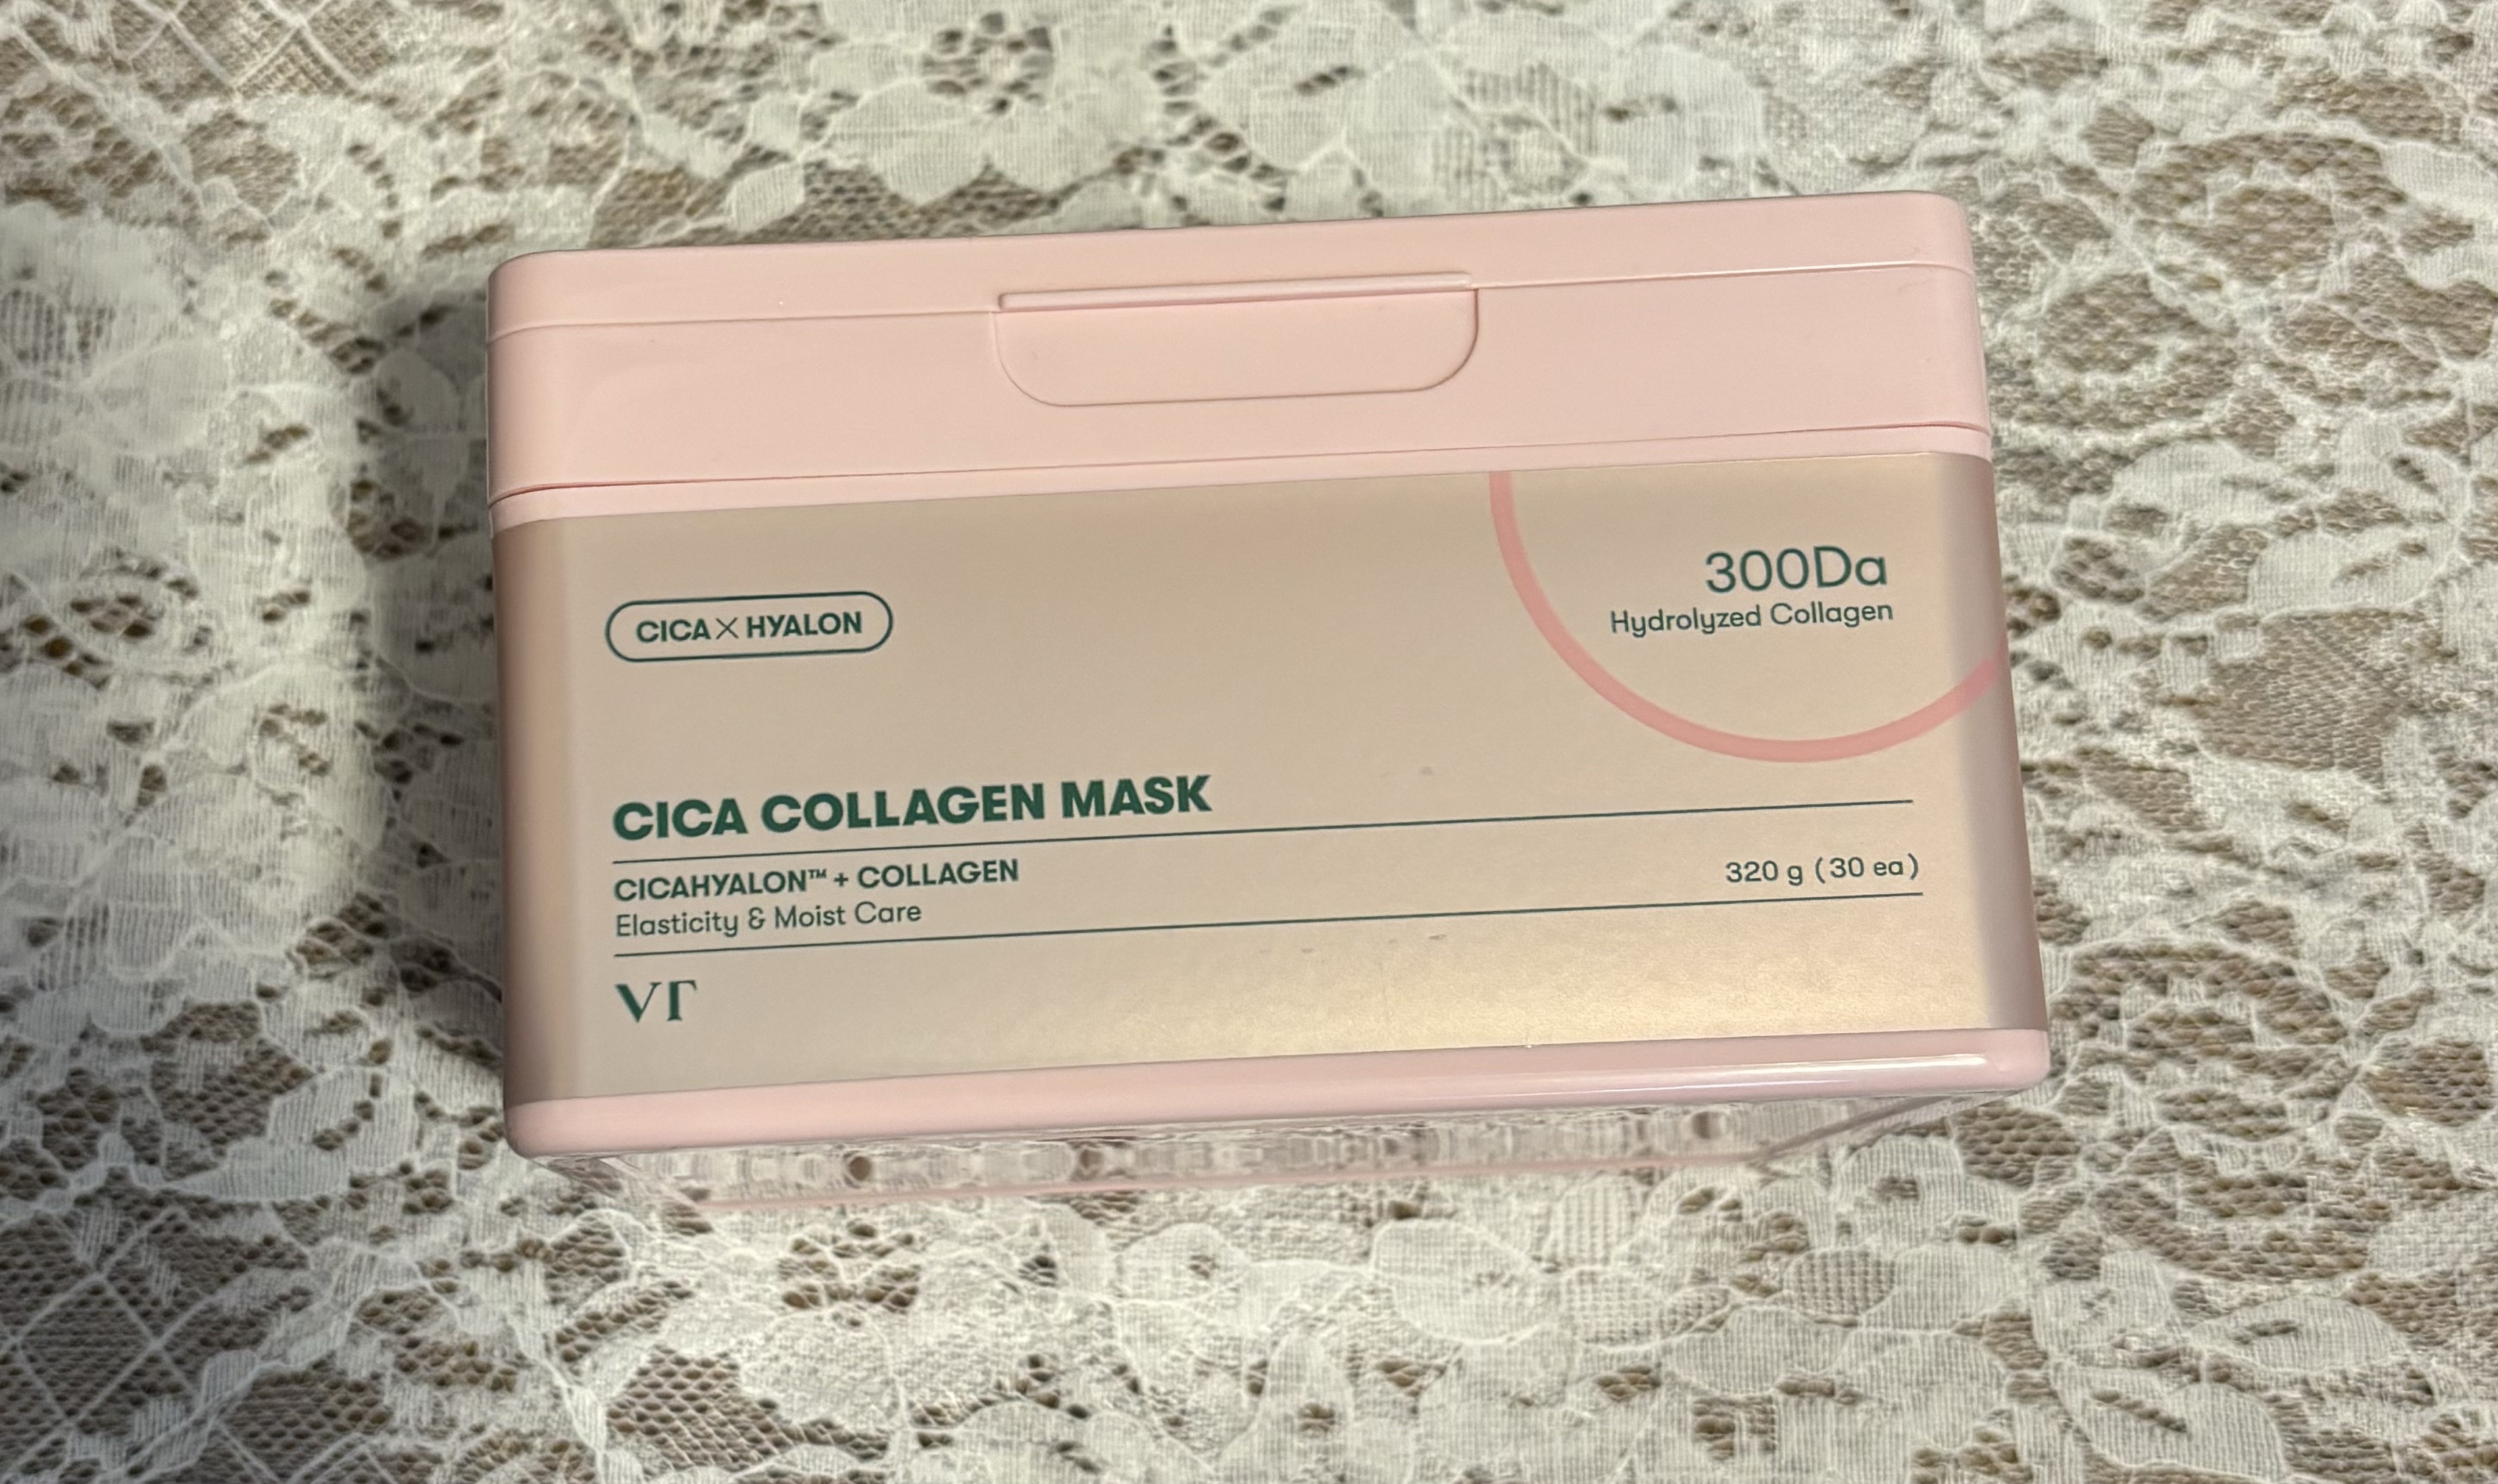 CICA×HYALON
300Da
Hydrolyzed Collagen
CICA COLLAGEN MASK
CICAHYALON™ + COLLAGEN
Elasticity & Moist Care
320 g (30 ea)
VT